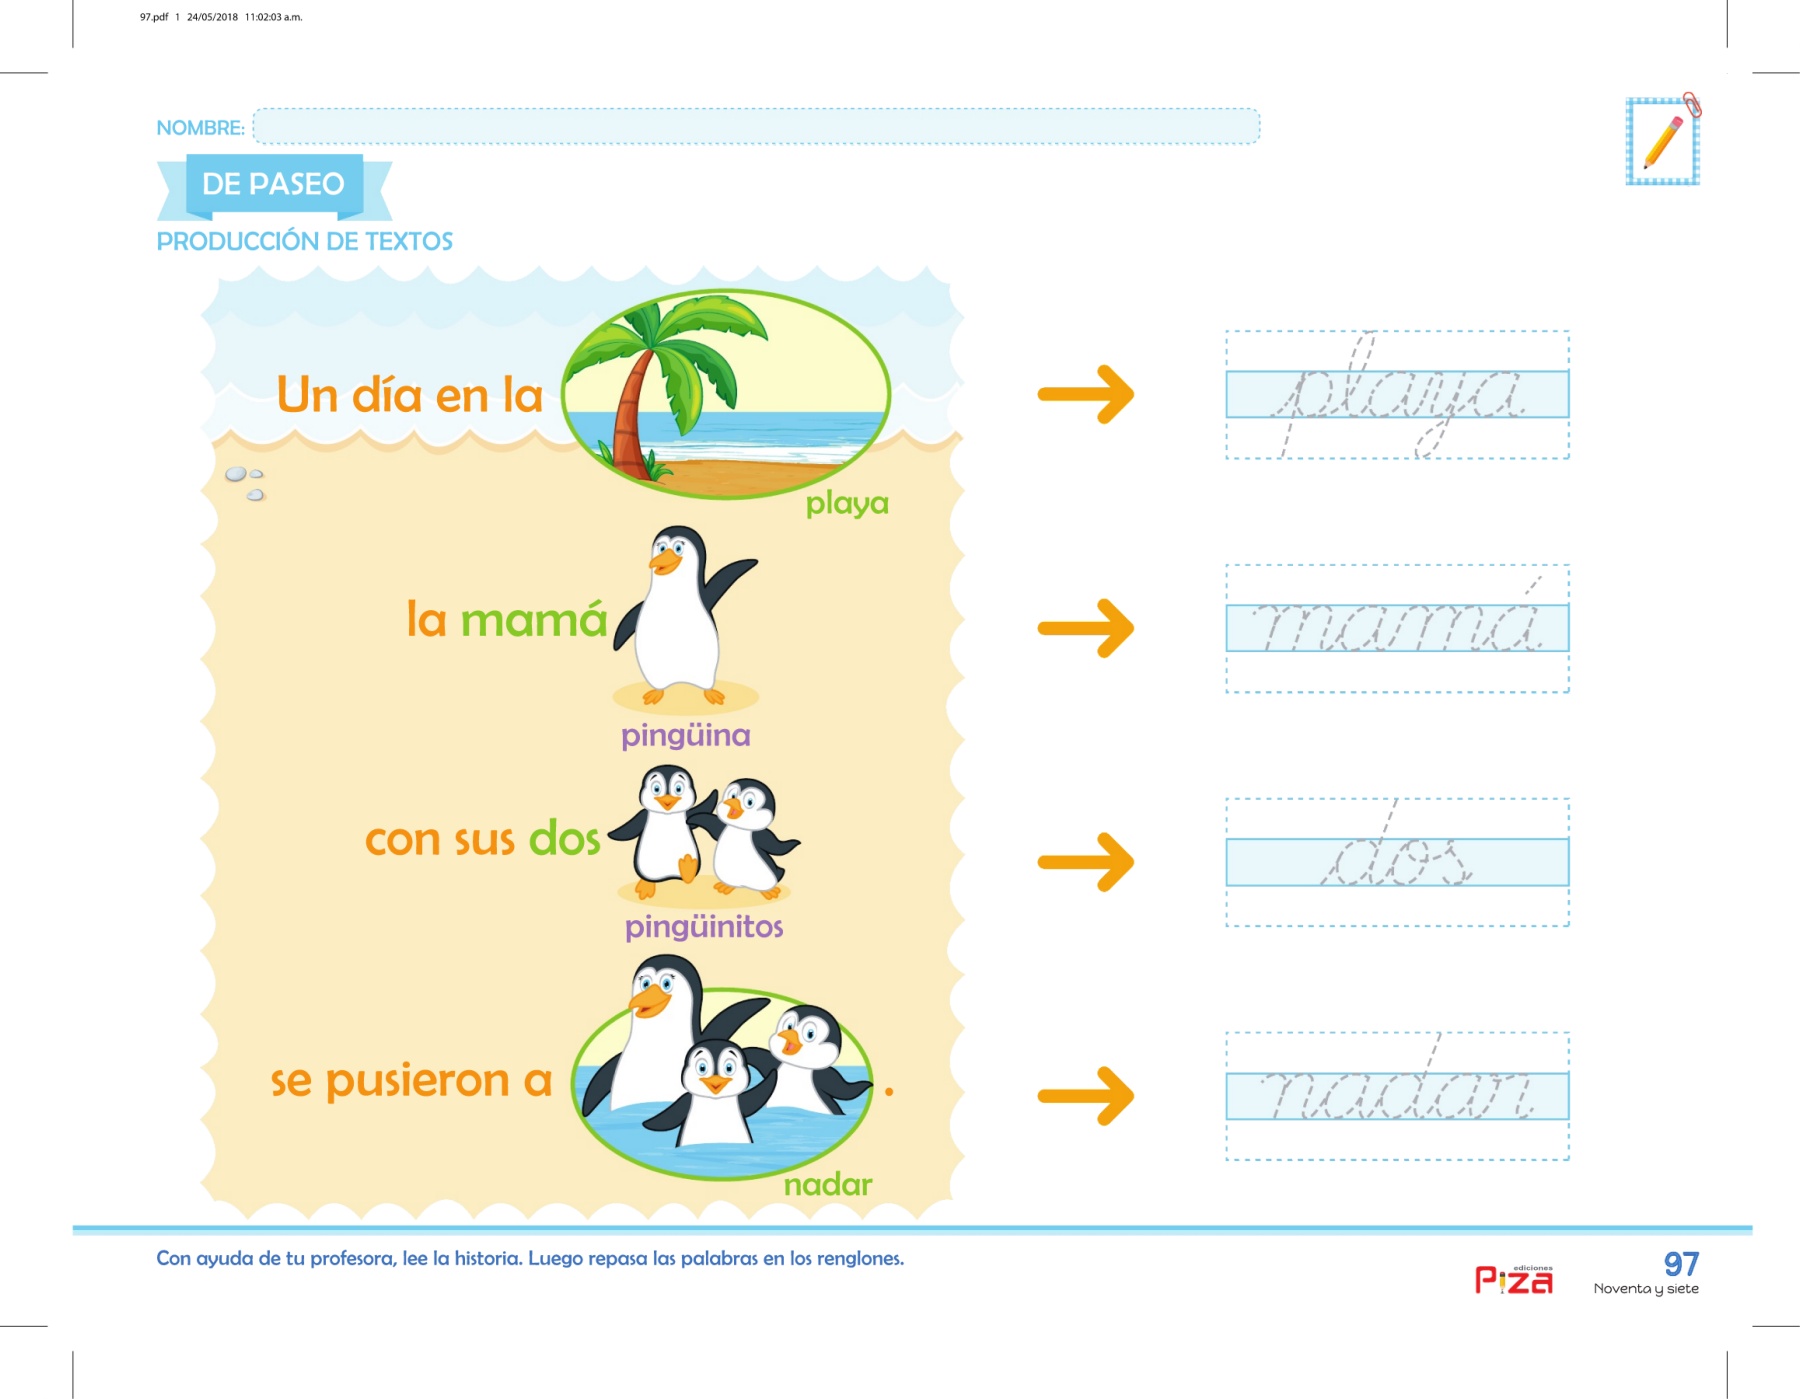 97.pdf 1 24/05/2018 11:02:03 a.m.
NOMBRE:
DE PASEO
PRODUCCIÓN DE TEXTOS
Un día en la
playa
playa
la mamá
mamá
pingüina
con sus dos
dos
pingüinitos
se pusieron a .
nadar
nadar
Con ayuda de tu profesora, lee la historia. Luego repasa las palabras en los renglones.
ediciones
Piza
97
Noventa y siete